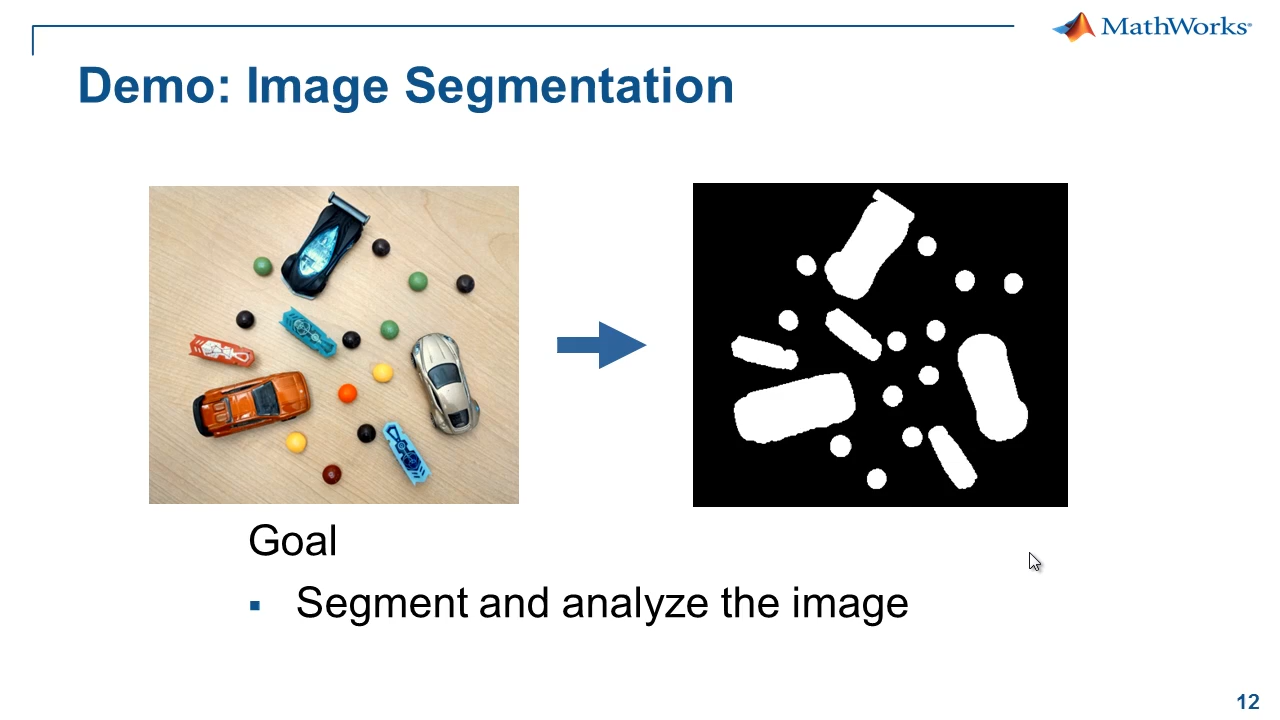 MathWorks®
Demo: Image Segmentation
Goal
▪ Segment and analyze the image
12